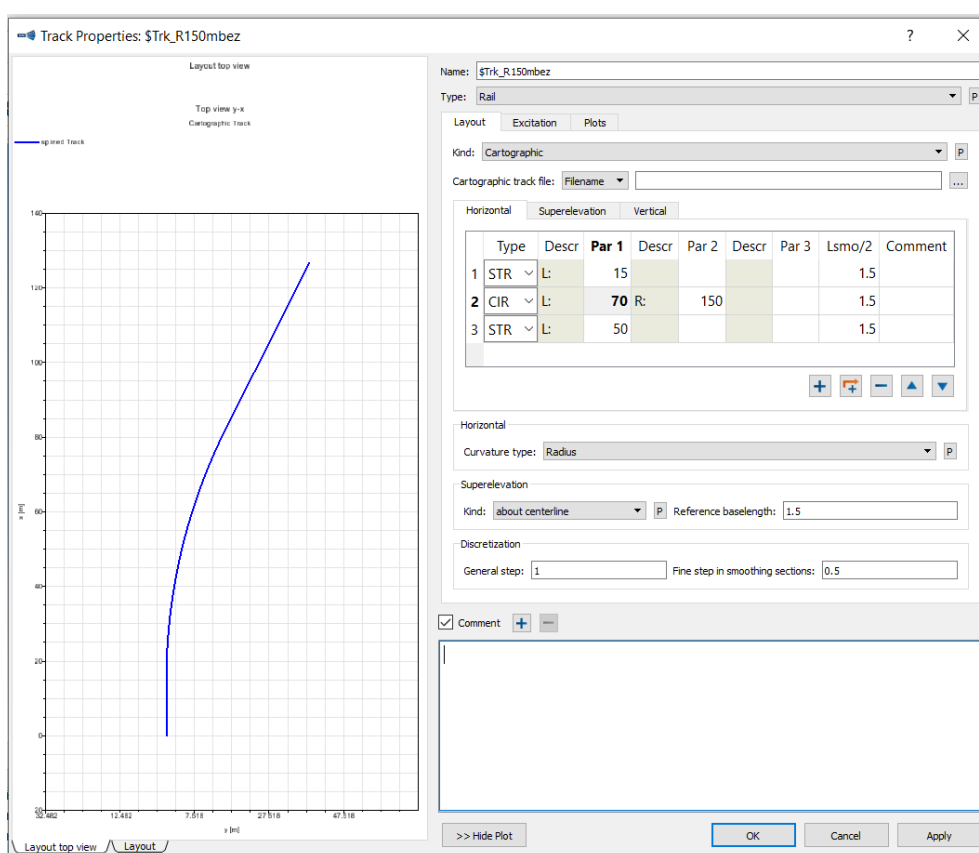 Track Properties: $Trk_R150mbez ?
Layout top view
Top view y-x
Cartographic Track
splined Track
140
120
100
80
60
40
20
0
20
x [m]
32.482 12.482 7.518 27.518 47.518
y [m]
Layout top view Layout
Name: $Trk_R150mbez
Type: Rail P
Layout Excitation Plots
Kind: Cartographic P
Cartographic track file: Filename ...
Horizontal Superelevation Vertical
Type Descr Par 1 Descr Par 2 Descr Par 3 Lsmo/2 Comment
1 STR L: 15 1.5
2 CIR L: 70 R: 150 1.5
3 STR L: 50 1.5
Horizontal
Curvature type: Radius P
Superelevation
Kind: about centerline P Reference baselength: 1.5
Discretization
General step: 1 Fine step in smoothing sections: 0.5
Comment
>> Hide Plot OK Cancel Apply